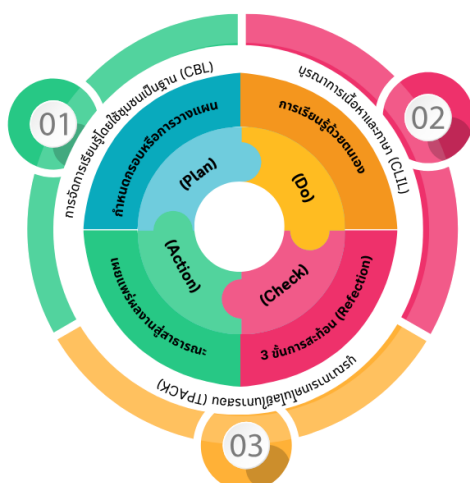 01
การจัดการเรียนรู้โดยใช้ชุมชนเป็นฐาน (CBL)
02
บูรณาการเนื้อหาและภาษา (CLIL)
03
บูรณาการเทคโนโลยีในการสอน (TPACK)
กำหนดกรอบหรือการวางแผน
(Plan)
การเรียนรู้ด้วยตนเอง
(Do)
3 ขั้นการสะท้อน (Refection)
(Check)
เผยแพร่ผลงานสู่สาธารณะ
(Action)